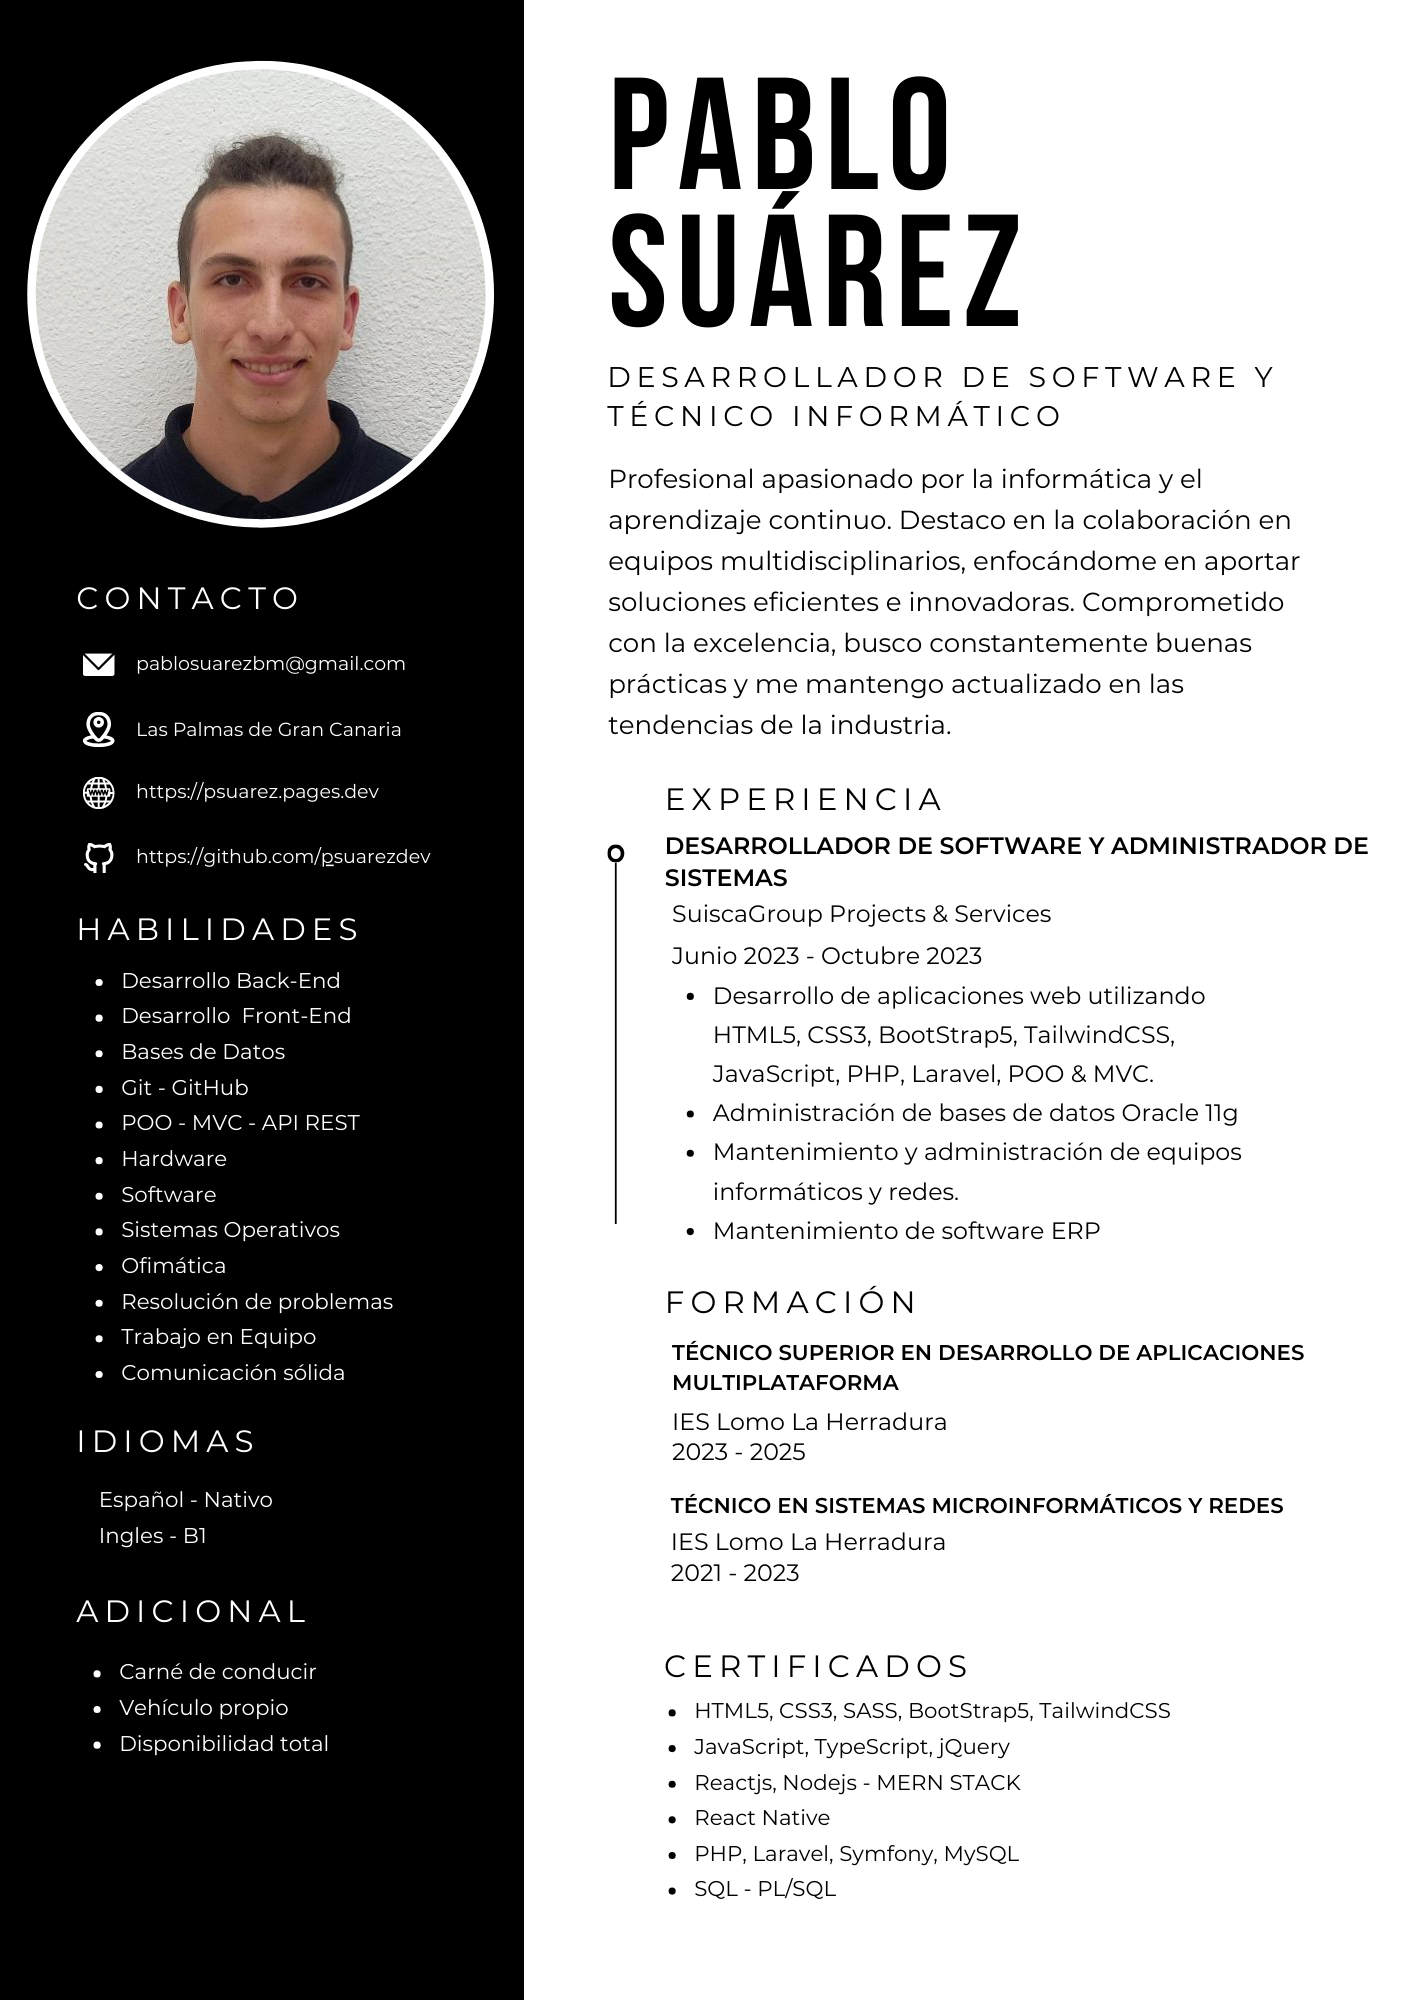 PABLO
SUÁREZ
DESARROLLADOR DE SOFTWARE Y
TÉCNICO INFORMÁTICO
Profesional apasionado por la informática y el
aprendizaje continuo. Destaco en la colaboración en
equipos multidisciplinarios, enfocándome en aportar
soluciones eficientes e innovadoras. Comprometido
con la excelencia, busco constantemente buenas
prácticas y me mantengo actualizado en las
tendencias de la industria.
CONTACTO
pablosuarezbm@gmail.com
Las Palmas de Gran Canaria
https://psuarez.pages.dev
https://github.com/psuarezdev
HABILIDADES
• Desarrollo Back-End
• Desarrollo  Front-End
• Bases de Datos
• Git - GitHub
• POO - MVC - API REST
• Hardware
• Software
• Sistemas Operativos
• Ofimática
• Resolución de problemas
• Trabajo en Equipo
• Comunicación sólida
IDIOMAS
Español - Nativo
Ingles - B1
ADICIONAL
• Carné de conducir
• Vehículo propio
• Disponibilidad total
EXPERIENCIA
DESARROLLADOR DE SOFTWARE Y ADMINISTRADOR DE
SISTEMAS
SuiscaGroup Projects & Services
Junio 2023 - Octubre 2023
• Desarrollo de aplicaciones web utilizando
HTML5, CSS3, BootStrap5, TailwindCSS,
JavaScript, PHP, Laravel, POO & MVC.
• Administración de bases de datos Oracle 11g
• Mantenimiento y administración de equipos
informáticos y redes.
• Mantenimiento de software ERP
FORMACIÓN
TÉCNICO SUPERIOR EN DESARROLLO DE APLICACIONES
MULTIPLATAFORMA
IES Lomo La Herradura
2023 - 2025
TÉCNICO EN SISTEMAS MICROINFORMÁTICOS Y REDES
IES Lomo La Herradura
2021 - 2023
CERTIFICADOS
• HTML5, CSS3, SASS, BootStrap5, TailwindCSS
• JavaScript, TypeScript, jQuery
• Reactjs, Nodejs - MERN STACK
• React Native
• PHP, Laravel, Symfony, MySQL
• SQL - PL/SQL